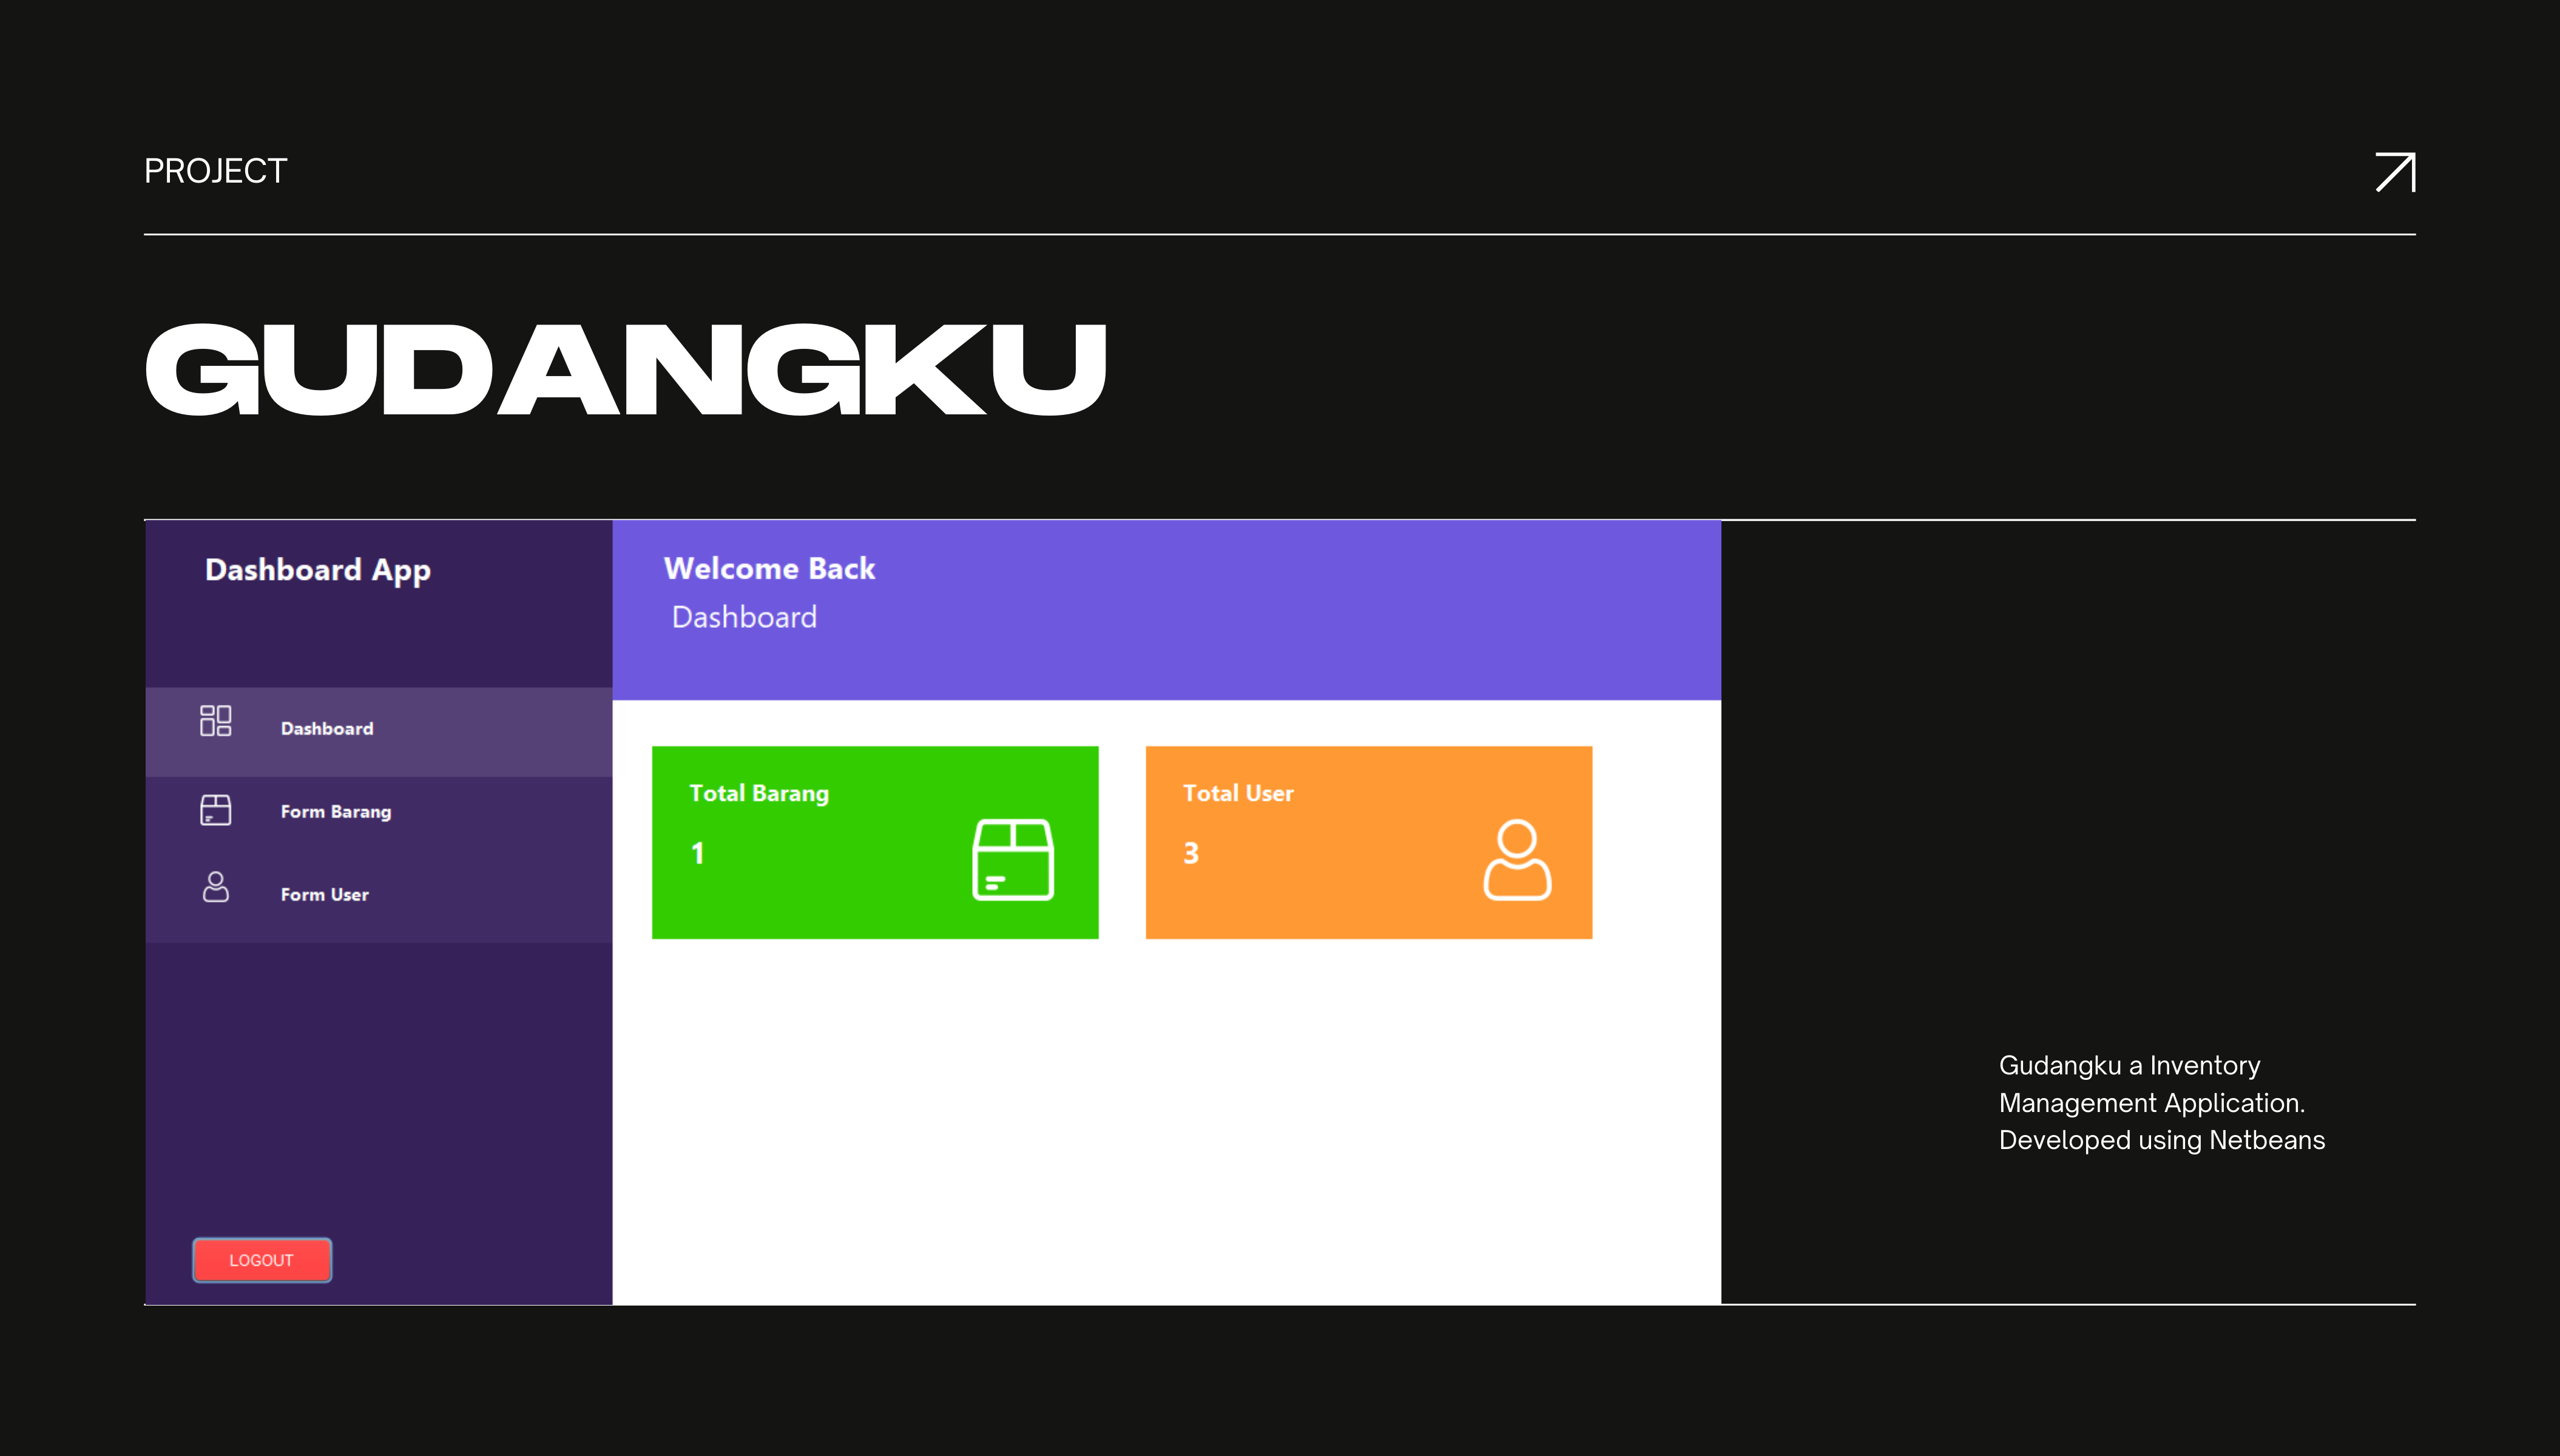 PROJECT
GUDANGKU
Dashboard App
Dashboard
Form Barang
Form User
LOGOUT
Welcome Back
Dashboard
Total Barang
1
Total User
3
Gudangku a Inventory
Management Application.
Developed using Netbeans